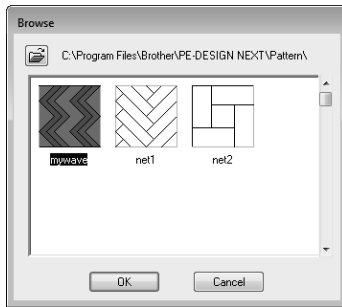 Browse
C:\Program Files\Brother\PE-DESIGN NEXT\Pattern\
mywave net1 net2
OK Cancel